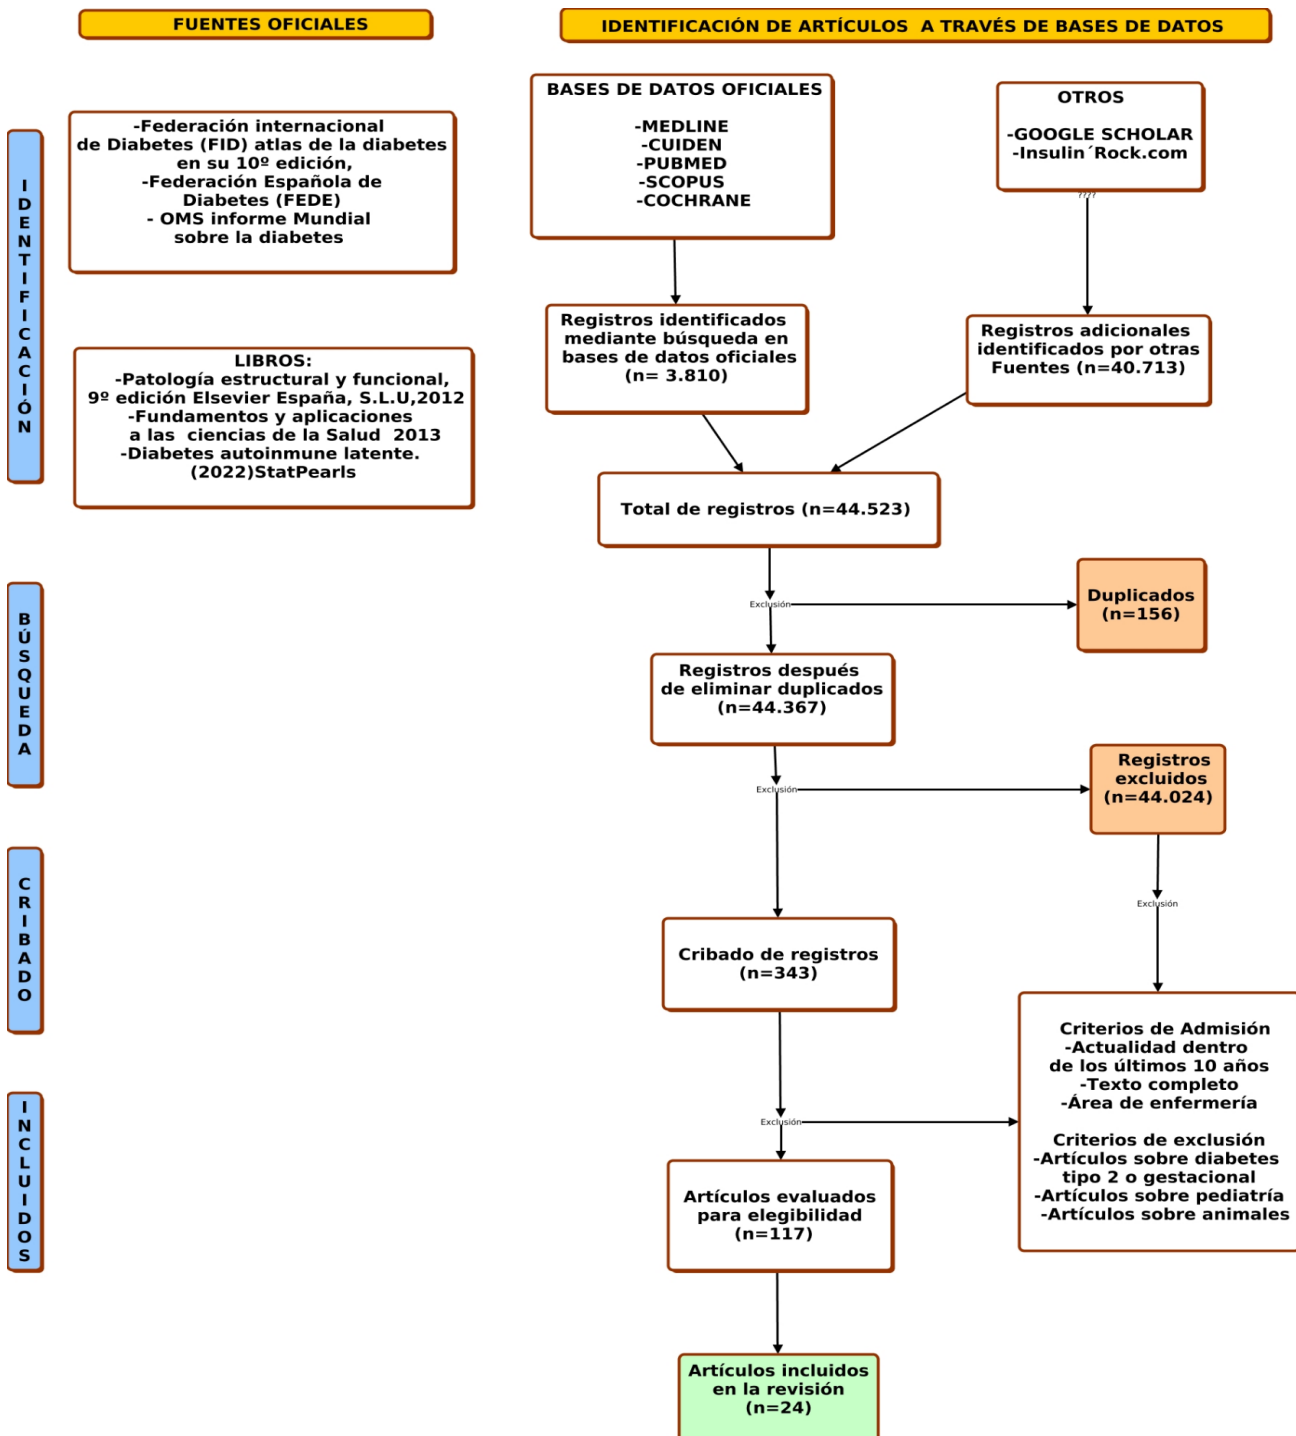 FUENTES OFICIALES
IDENTIFICACIÓN DE ARTÍCULOS A TRAVÉS DE BASES DE DATOS
IDENTIFICACIÓN
-Federación internacional
de Diabetes (FID) atlas de la diabetes
en su 10º edición,
-Federación Española de
Diabetes (FEDE)
- OMS informe Mundial
sobre la diabetes
BASES DE DATOS OFICIALES
-MEDLINE
-CUIDEN
-PUBMED
-SCOPUS
-COCHRANE
OTROS
-GOOGLE SCHOLAR
-Insulin´Rock.com
????
LIBROS:
-Patología estructural y funcional,
9º edición Elsevier España, S.L.U,2012
-Fundamentos y aplicaciones
a las ciencias de la Salud 2013
-Diabetes autoinmune latente.
(2022)StatPearls
Registros identificados
mediante búsqueda en
bases de datos oficiales
(n= 3.810)
Registros adicionales
identificados por otras
Fuentes (n=40.713)
Total de registros (n=44.523)
BÚSQUEDA
Exclusión
Duplicados
(n=156)
Registros después
de eliminar duplicados
(n=44.367)
Exclusión
Registros
excluidos
(n=44.024)
CRIBADO
Exclusión
Cribado de registros
(n=343)
Criterios de Admisión
-Actualidad dentro
de los últimos 10 años
-Texto completo
-Área de enfermería
Criterios de exclusión
-Artículos sobre diabetes
tipo 2 o gestacional
-Artículos sobre pediatría
-Artículos sobre animales
INCLUIDOS
Exclusión
Artículos evaluados
para elegibilidad
(n=117)
Artículos incluidos
en la revisión
(n=24)